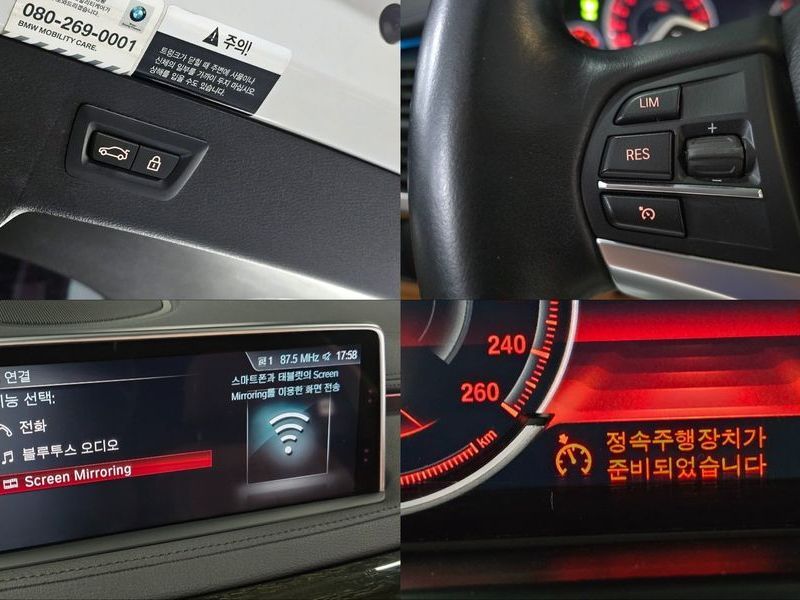 080-269-0001
BMW MOBILITY CARE.
주의!
트렁크가 닫힐 때 주변에 사물이나
신체의 일부를 가까이 두지 마십시오.
상해를 입을 수도 있습니다.
LIM
RES
+
연결
1 87.5 MHz 17:58
기능 선택:
전화
블루투스 오디오
Screen Mirroring
스마트폰과 태블릿의 Screen
Mirroring를 이용한 화면 전송
240
260
km
정속주행장치가
준비되었습니다